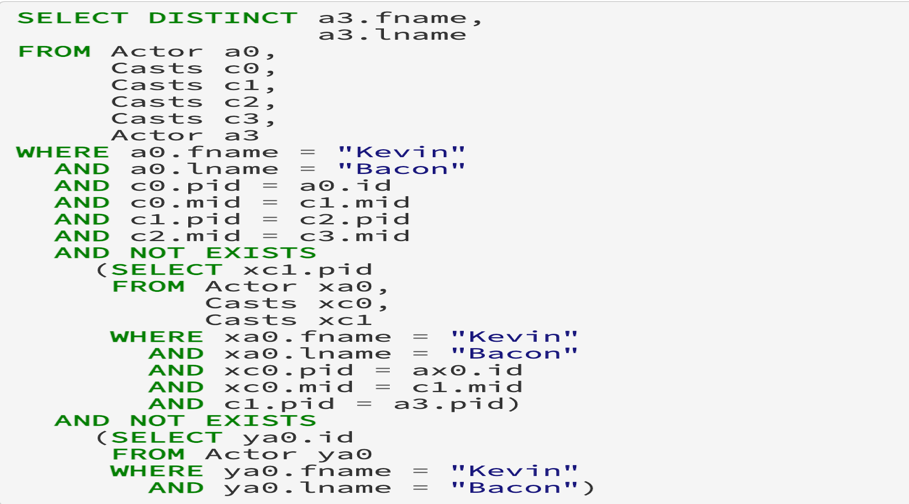 SELECT DISTINCT a3.fname,
a3.lname
FROM Actor a0,
Casts c0,
Casts c1,
Casts c2,
Casts c3,
Actor a3
WHERE a0.fname = "Kevin"
AND a0.lname = "Bacon"
AND c0.pid = a0.id
AND c0.mid = c1.mid
AND c1.pid = c2.pid
AND c2.mid = c3.mid
AND NOT EXISTS
(SELECT xc1.pid
FROM Actor xa0,
Casts xc0,
Casts xc1
WHERE xa0.fname = "Kevin"
AND xa0.lname = "Bacon"
AND xc0.pid = ax0.id
AND xc0.mid = c1.mid
AND c1.pid = a3.pid)
AND NOT EXISTS
(SELECT ya0.id
FROM Actor ya0
WHERE ya0.fname = "Kevin"
AND ya0.lname = "Bacon")